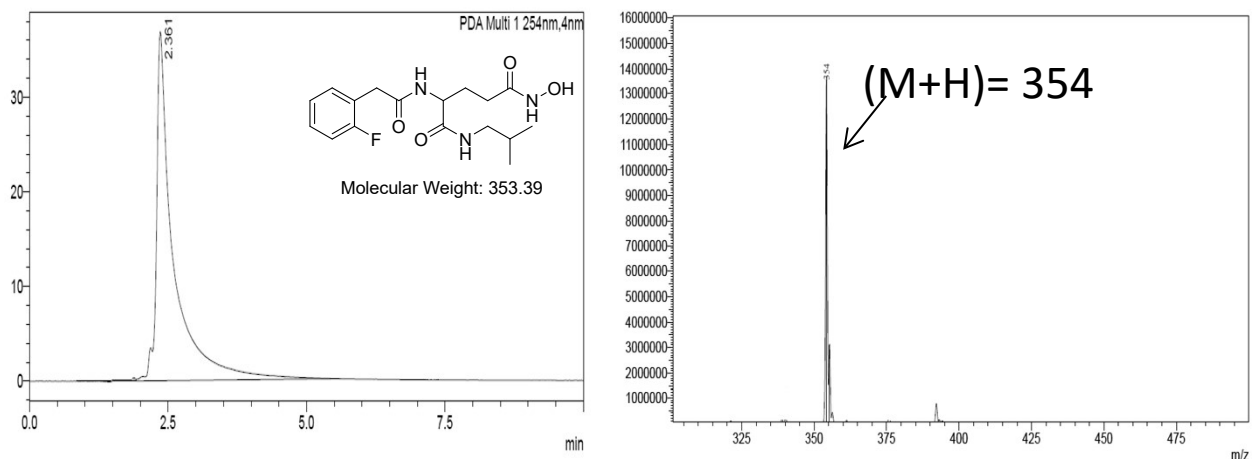 PDA Multi 1 254nm,4nm
2.361
30
20
10
0
0.0 2.5 5.0 7.5
min
H
N
O
F
O
N
H
O
N
H
OH
Molecular Weight: 353.39
16000000
15000000
14000000
13000000
12000000
11000000
10000000
9000000
8000000
7000000
6000000
5000000
4000000
3000000
2000000
1000000
354
(M+H)= 354
325 350 375 400 425 450 475
m/z